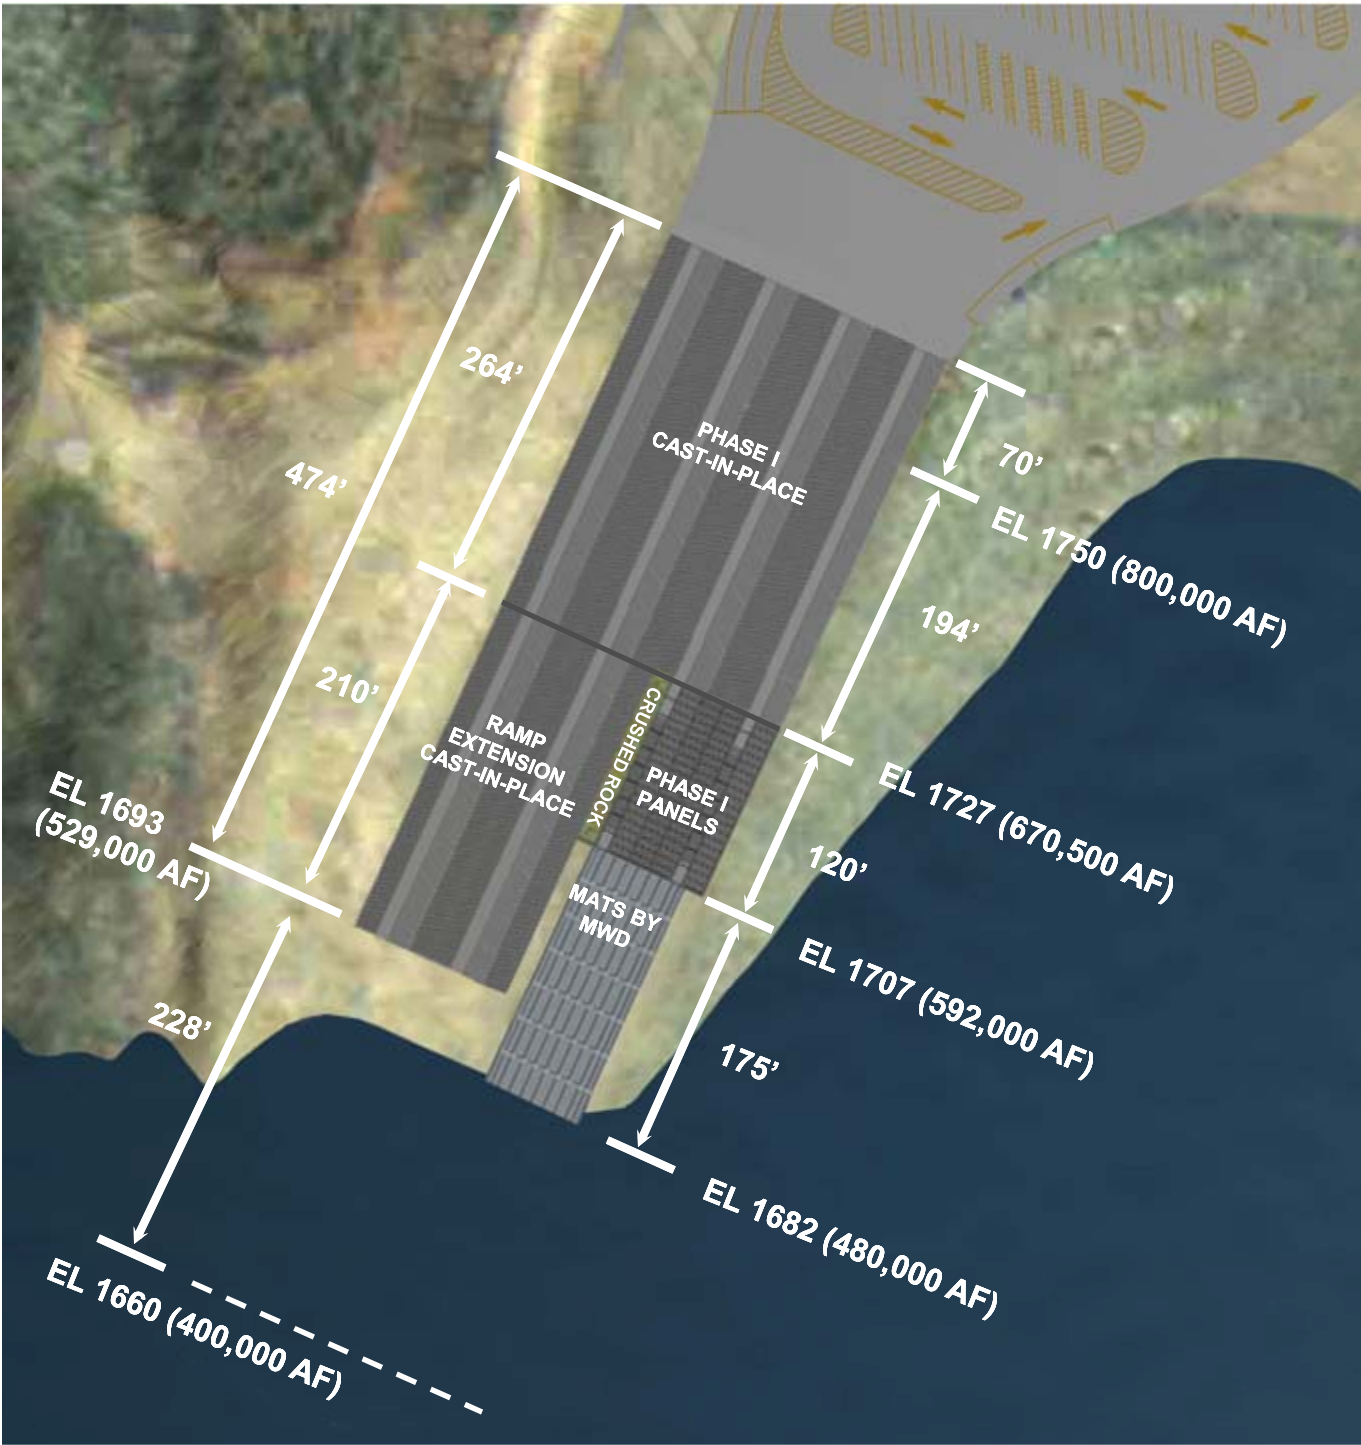 264’
474’
PHASE I
CAST-IN-PLACE
70’
EL 1750 (800,000 AF)
194’
210’
RAMP
EXTENSION
CAST-IN-PLACE
CRUSHED ROCK
PHASE I
PANELS
EL 1727 (670,500 AF)
EL 1693
(529,000 AF)
120’
MATS BY
MWD
EL 1707 (592,000 AF)
228’
175’
EL 1682 (480,000 AF)
EL 1660 (400,000 AF)